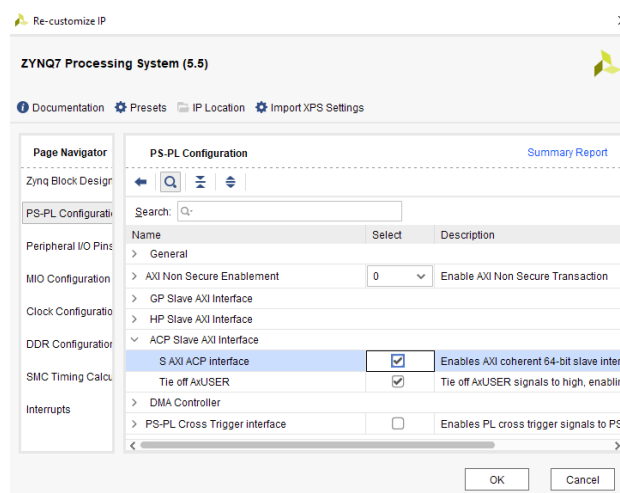 Re-customize IP
ZYNQ7 Processing System (5.5)
Documentation Presets IP Location Import XPS Settings
Page Navigator
Zynq Block Desigr
PS-PL Configurati
Peripheral I/O Pins
MIO Configuration
Clock Configuratio
DDR Configuration
SMC Timing Calcu
Interrupts
PS-PL Configuration Summary Report
Search: Q-
Name Select Description
General
AXI Non Secure Enablement 0 Enable AXI Non Secure Transaction
GP Slave AXI Interface
HP Slave AXI Interface
ACP Slave AXI Interface
S AXI ACP interface Enables AXI coherent 64-bit slave inter
Tie off AxUSER Tie off AxUSER signals to high, enablin
DMA Controller
PS-PL Cross Trigger interface Enables PL cross trigger signals to PS
OK Cancel